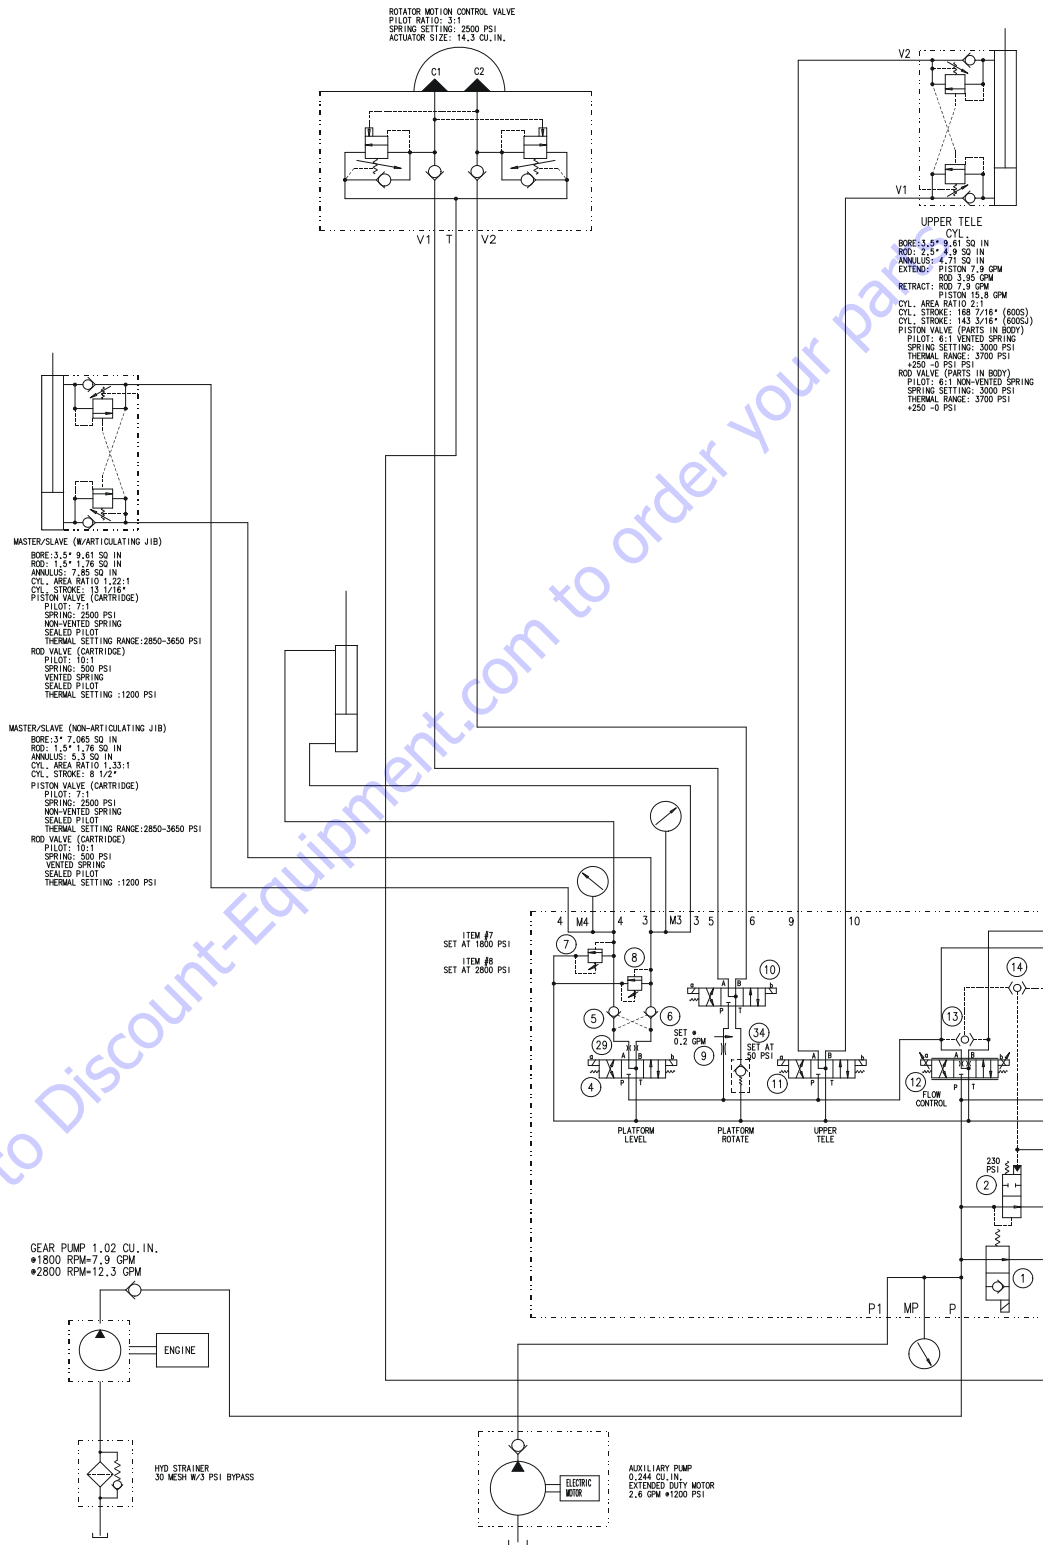 ROTATOR MOTION CONTROL VALVE
PILOT RATIO: 3:1
SPRING SETTING: 2500 PSI
ACTUATOR SIZE: 14.3 CU.IN.
C1
C2
V1
T
V2
V2
V1
UPPER TELE
CYL.
BORE:3.5" 9.61 SQ IN
ROD: 2.5" 4.9 SQ IN
ANNULUS: 4.71 SQ IN
EXTEND: PISTON 7.9 GPM
ROD 3.95 GPM
RETRACT: ROD 7.9 GPM
PISTON 15.8 GPM
CYL. AREA RATIO 2:1
CYL. STROKE: 168 7/16" (600S)
CYL. STROKE: 143 3/16" (600SJ)
PISTON VALVE (PARTS IN BODY)
PILOT: 6:1 VENTED SPRING
SPRING SETTING: 3000 PSI
THERMAL RANGE: 3700 PSI
+250 -0 PSI PSI
ROD VALVE (PARTS IN BODY)
PILOT: 6:1 NON-VENTED SPRING
SPRING SETTING: 3000 PSI
THERMAL RANGE: 3700 PSI
+250 -0 PSI
MASTER/SLAVE (W/ARTICULATING JIB)
BORE:3.5" 9.61 SQ IN
ROD: 1.5" 1.76 SQ IN
ANNULUS: 7.85 SQ IN
CYL. AREA RATIO 1.22:1
CYL. STROKE: 13 1/16"
PISTON VALVE (CARTRIDGE)
PILOT: 7:1
SPRING: 2500 PSI
NON-VENTED SPRING
SEALED PILOT
THERMAL SETTING RANGE:2850-3650 PSI
ROD VALVE (CARTRIDGE)
PILOT: 10:1
SPRING: 500 PSI
VENTED SPRING
SEALED PILOT
THERMAL SETTING :1200 PSI
MASTER/SLAVE (NON-ARTICULATING JIB)
BORE:3" 7.065 SQ IN
ROD: 1.5" 1.76 SQ IN
ANNULUS: 5.3 SQ IN
CYL. AREA RATIO 1.33:1
CYL. STROKE: 8 1/2"
PISTON VALVE (CARTRIDGE)
PILOT: 7:1
SPRING: 2500 PSI
NON-VENTED SPRING
SEALED PILOT
THERMAL SETTING RANGE:2850-3650 PSI
ROD VALVE (CARTRIDGE)
PILOT: 10:1
SPRING: 500 PSI
VENTED SPRING
SEALED PILOT
THERMAL SETTING :1200 PSI
4 M4 4 3 M3 3 5 6 9 10
ITEM #7
SET AT 1800 PSI
ITEM #8
SET AT 2800 PSI
7
8
10
14
5
6
13
29
SET @
0.2 GPM
9
34
SET AT
50 PSI
a A B b
P T
a A B b
P T
a A B b
P T
a A B b
P T
4
11
12
FLOW
CONTROL
PLATFORM
LEVEL
PLATFORM
ROTATE
UPPER
TELE
230
PSI
2
1
P1 MP P
GEAR PUMP 1.02 CU.IN.
@1800 RPM=7.9 GPM
@2800 RPM=12.3 GPM
ENGINE
HYD STRAINER
30 MESH W/3 PSI BYPASS
ELECTRIC
MOTOR
AUXILIARY PUMP
0.244 CU.IN.
EXTENDED DUTY MOTOR
2.6 GPM @1200 PSI
to Discount-Equipment.com to order your parts